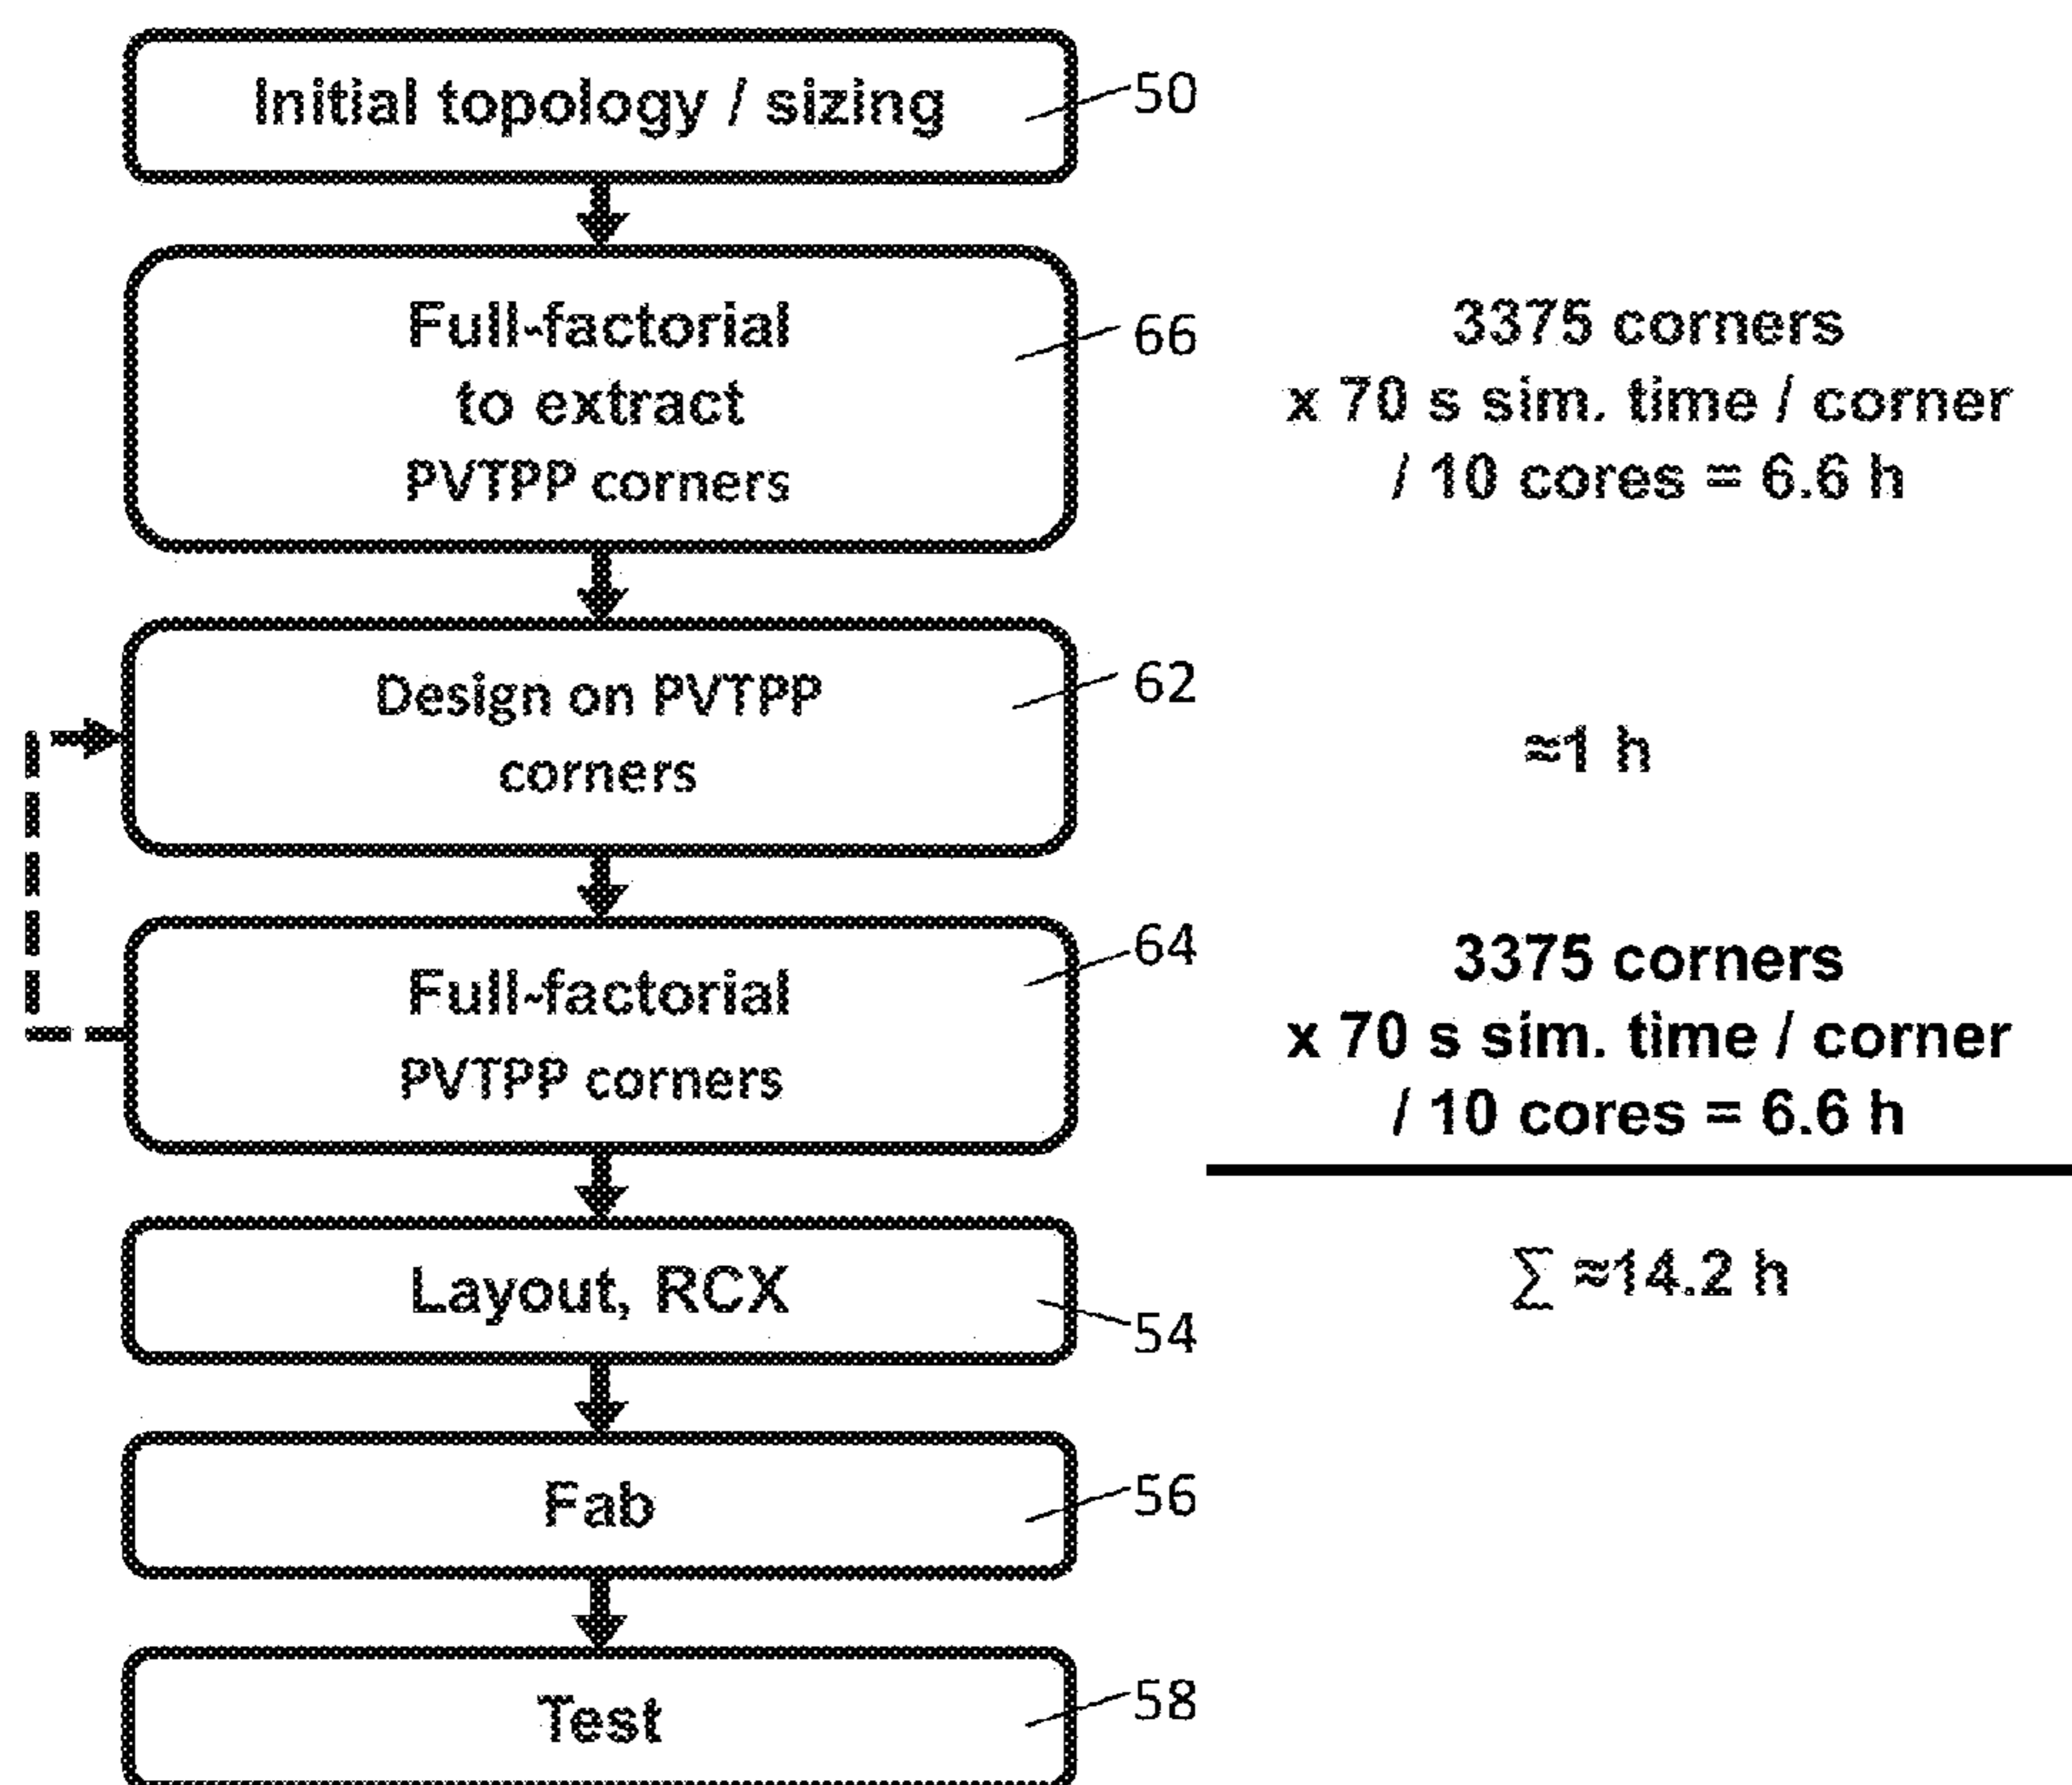 Initial topology / sizing
50
Full-factorial
to extract
PVTPP corners
66
3375 corners
x 70 s sim. time / corner
/ 10 cores = 6.6 h
Design on PVTPP
corners
62
≈1 h
Full-factorial
PVTPP corners
64
3375 corners
x 70 s sim. time / corner
/ 10 cores = 6.6 h
Layout, RCX
54
∑ ≈14.2 h
Fab
56
Test
58